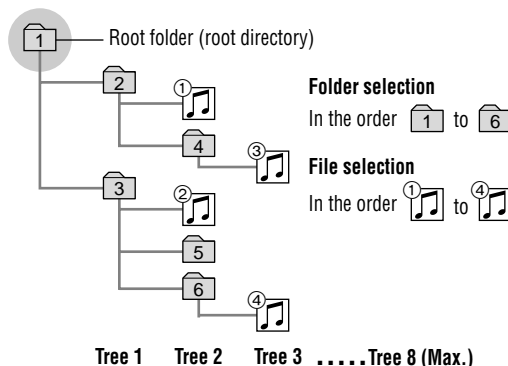 1 Root folder (root directory)
2 ①
4 ③
3 ②
5
6 ④
Folder selection
In the order 1 to 6
File selection
In the order ① to ④
Tree 1 Tree 2 Tree 3 .....Tree 8 (Max.)